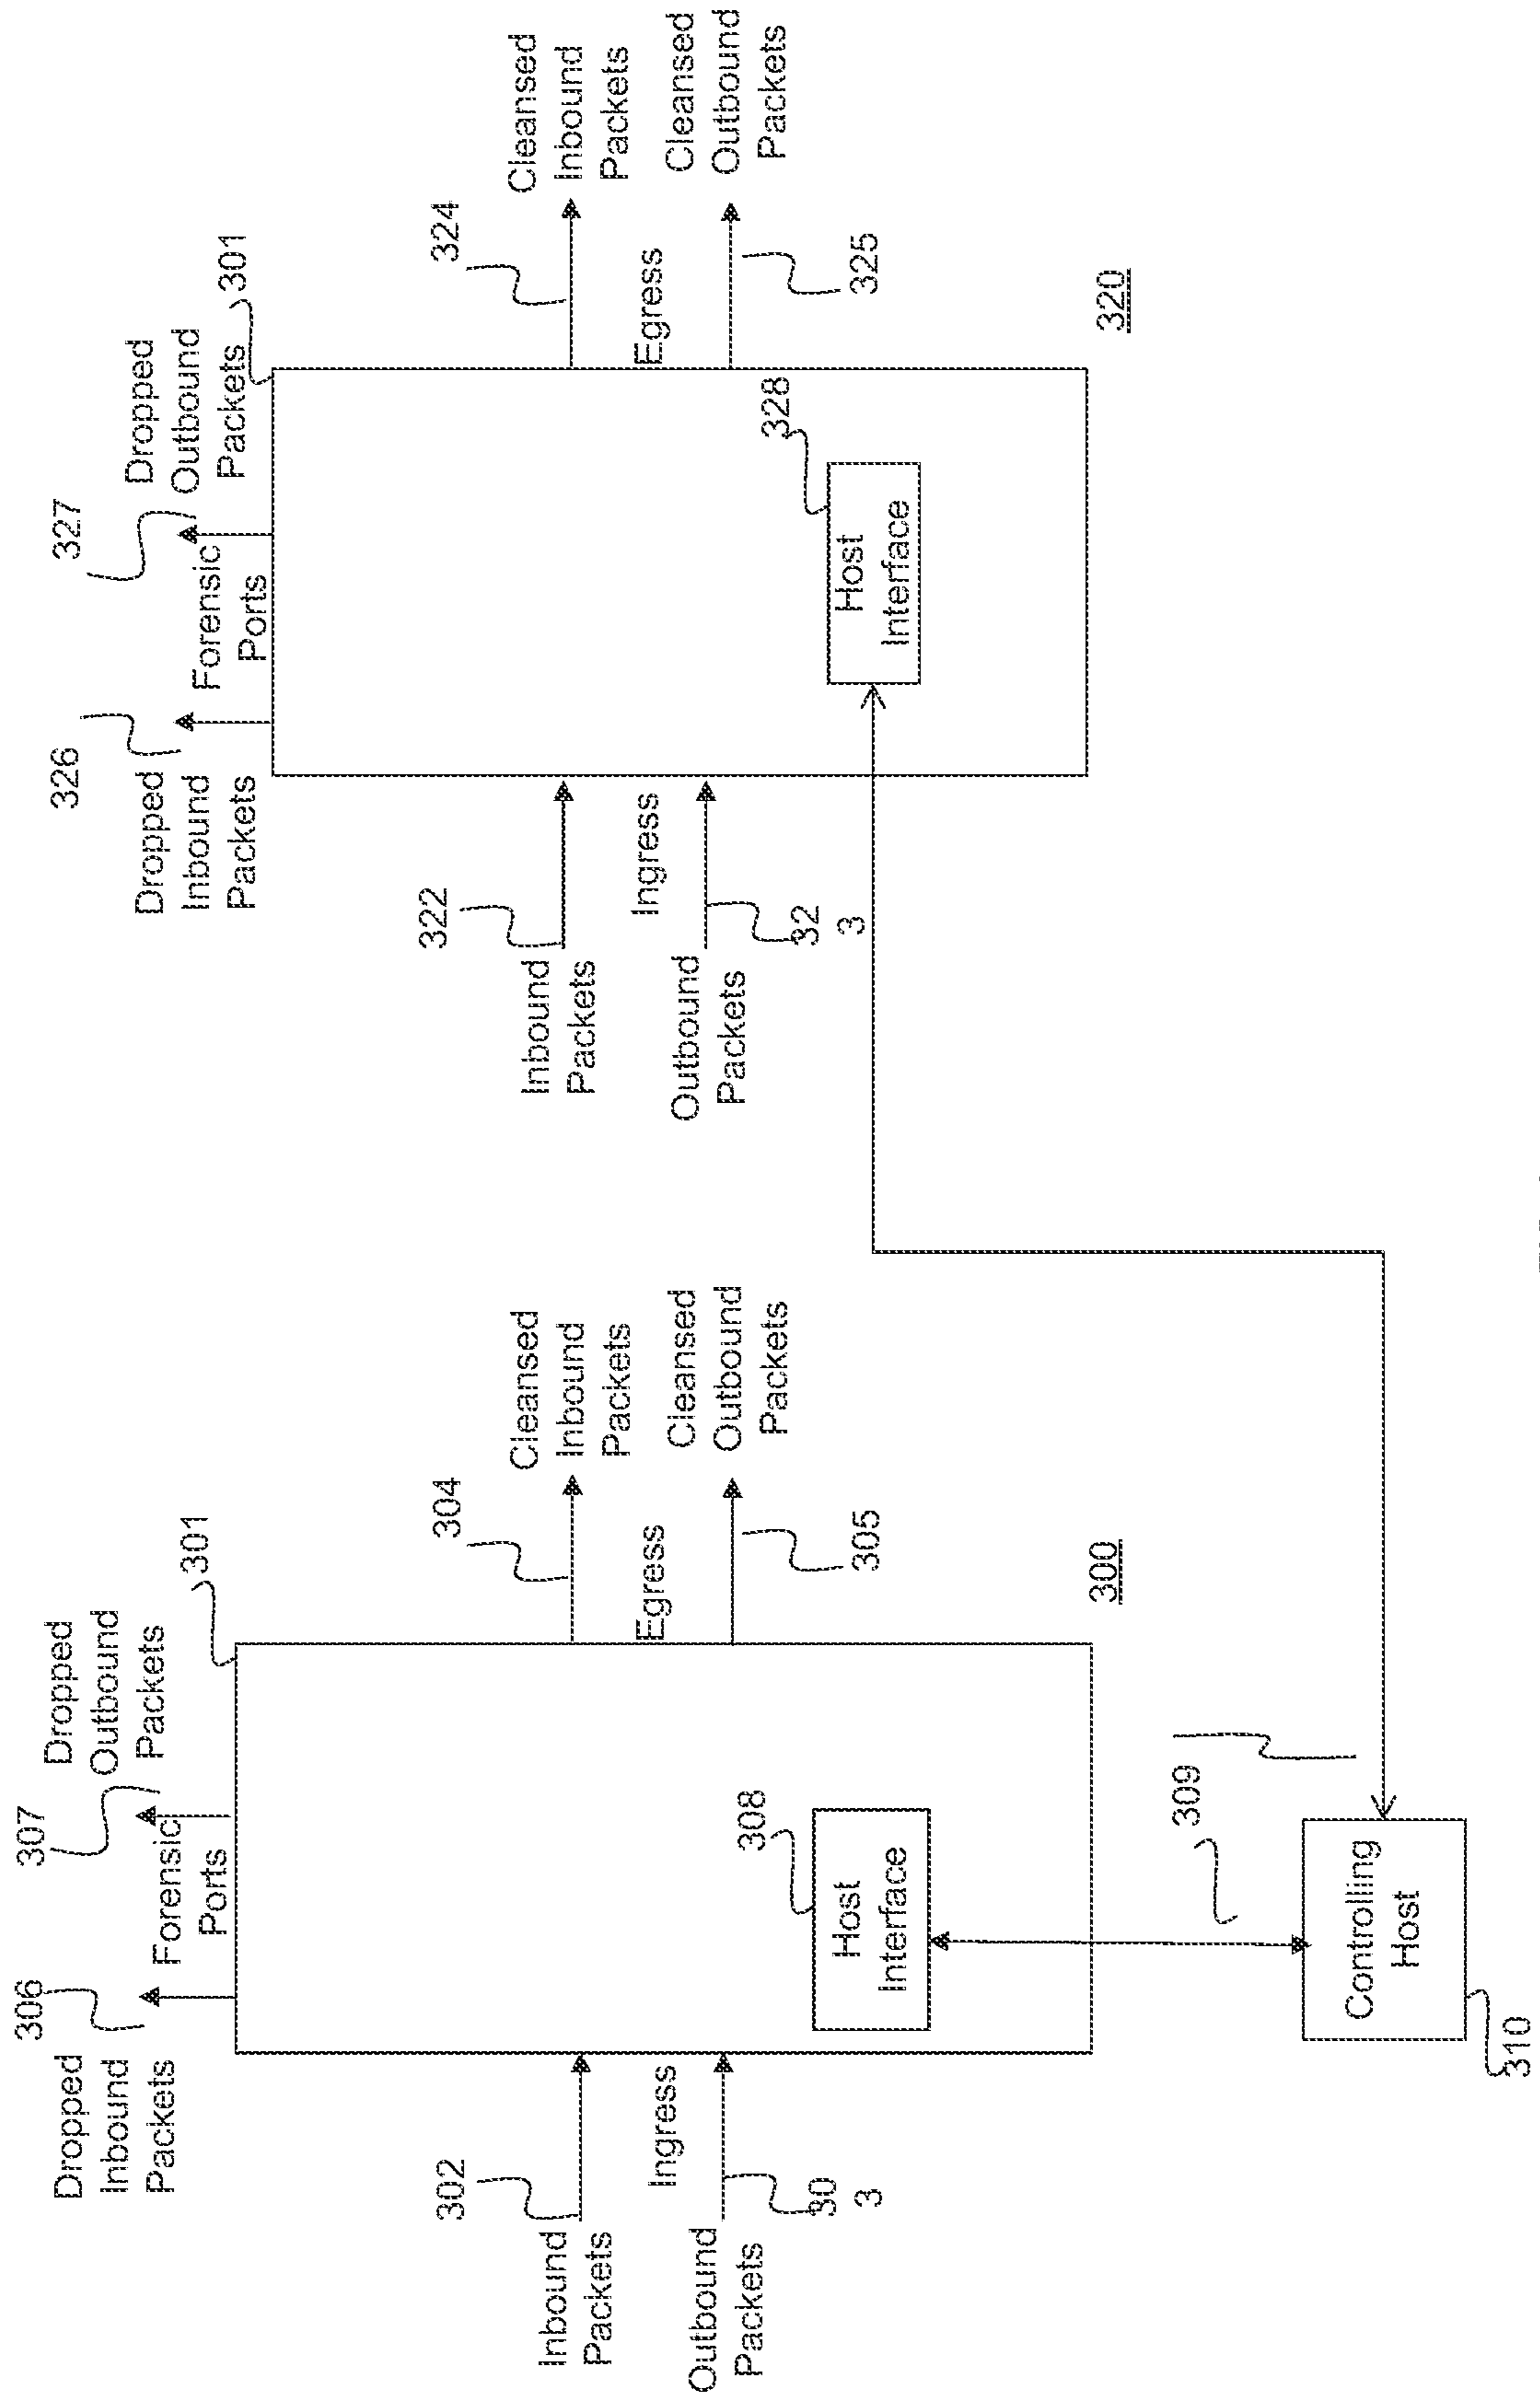 306
307
Dropped
Inbound
Packets
Forensic
Ports
Dropped
Outbound
Packets
301
302
Inbound
Packets
Ingress
Outbound
Packets
30
3
304
Cleansed
Inbound
Packets
Egress
305
Cleansed
Outbound
Packets
308
Host
Interface
300
309
Controlling
Host
310
326
327
Dropped
Inbound
Packets
Forensic
Ports
Dropped
Outbound
Packets
301
322
Inbound
Packets
Ingress
Outbound
Packets
32
3
324
Cleansed
Inbound
Packets
Egress
325
Cleansed
Outbound
Packets
328
Host
Interface
320